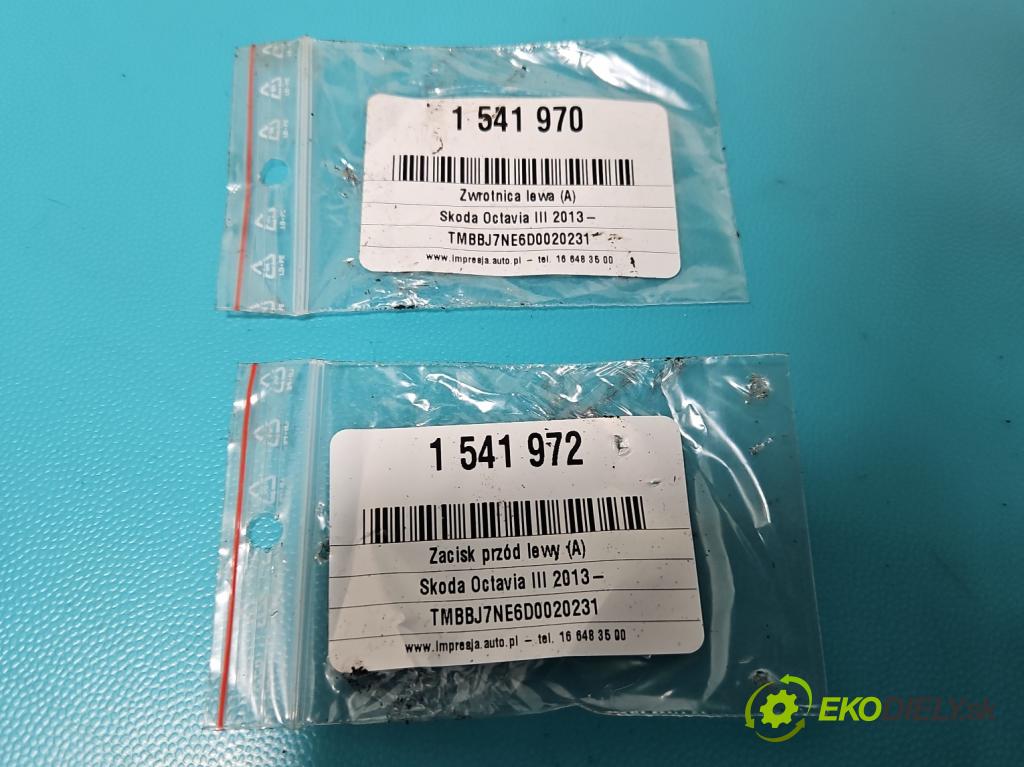 1 541 970
Zwrotnica lewa (A)
Skoda Octavia III 2013–
TMBBJ7NE6D0020231
www.impresja.auto.pl – tel. 16 648 35 00
1 541 972
Zacisk przód lewy (A)
Skoda Octavia III 2013–
TMBBJ7NE6D0020231
www.impresja.auto.pl – tel. 16 648 35 00
EKODIELY.sk